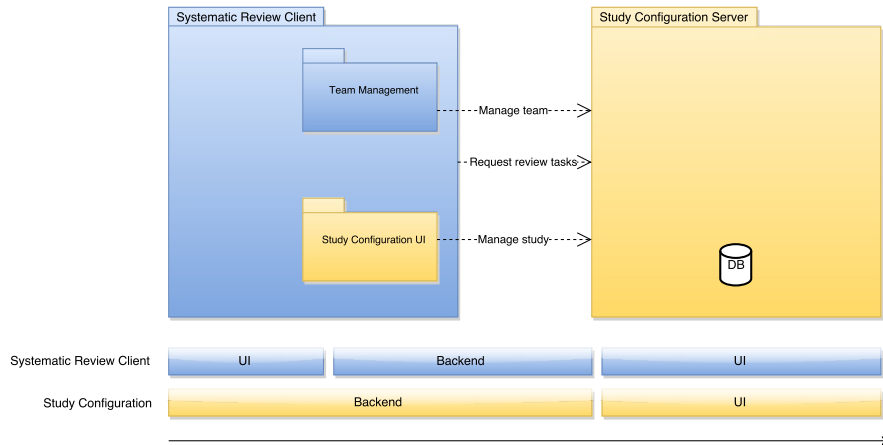 Systematic Review Client
Study Configuration Server
Team Management
Manage team
Request review tasks
Study Configuration UI
Manage study
DB
Systematic Review Client
UI
Backend
UI
Study Configuration
Backend
UI